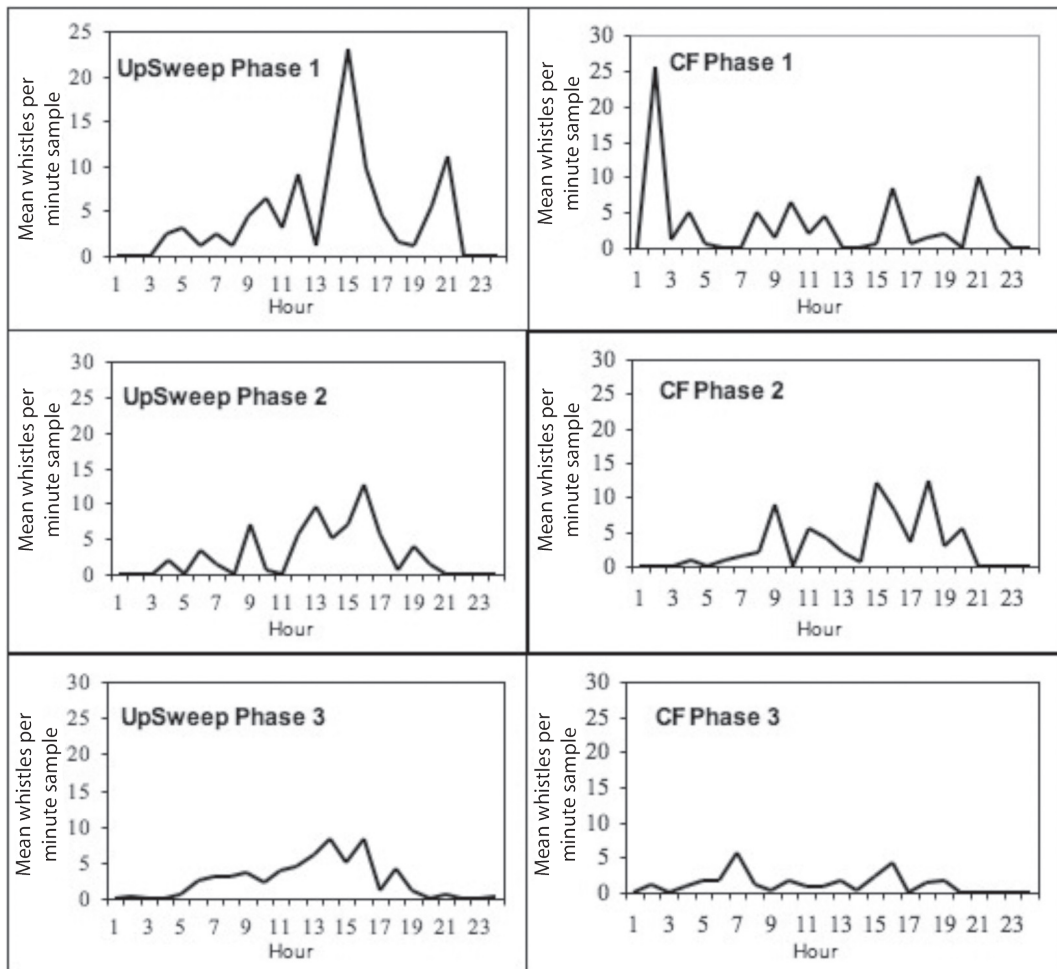 Mean whistles per
minute sample
25
20
15
10
5
0
UpSweep Phase 1
1 3 5 7 9 11 13 15 17 19 21 23
Hour
Mean whistles per
minute sample
30
25
20
15
10
5
0
CF Phase 1
1 3 5 7 9 11 13 15 17 19 21 23
Hour
Mean whistles per
minute sample
30
25
20
15
10
5
0
UpSweep Phase 2
1 3 5 7 9 11 13 15 17 19 21 23
Hour
Mean whistles per
minute sample
30
25
20
15
10
5
0
CF Phase 2
1 3 5 7 9 11 13 15 17 19 21 23
Hour
Mean whistles per
minute sample
30
25
20
15
10
5
0
UpSweep Phase 3
1 3 5 7 9 11 13 15 17 19 21 23
Hour
Mean whistles per
minute sample
30
25
20
15
10
5
0
CF Phase 3
1 3 5 7 9 11 13 15 17 19 21 23
Hour